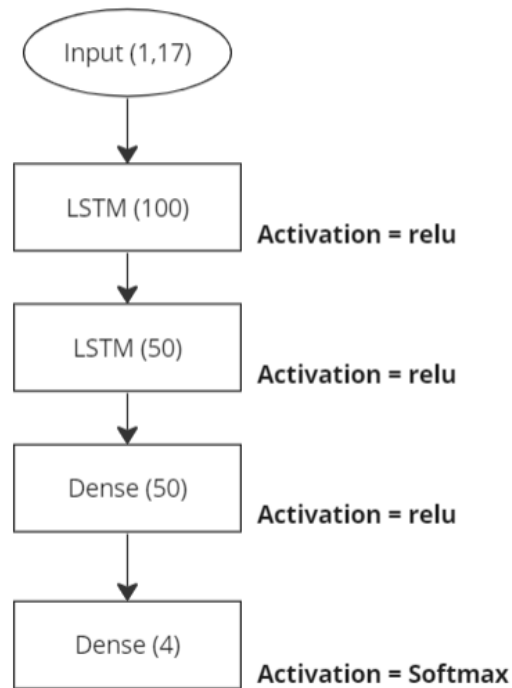 Input (1,17)
LSTM (100)
Activation = relu
LSTM (50)
Activation = relu
Dense (50)
Activation = relu
Dense (4)
Activation = Softmax